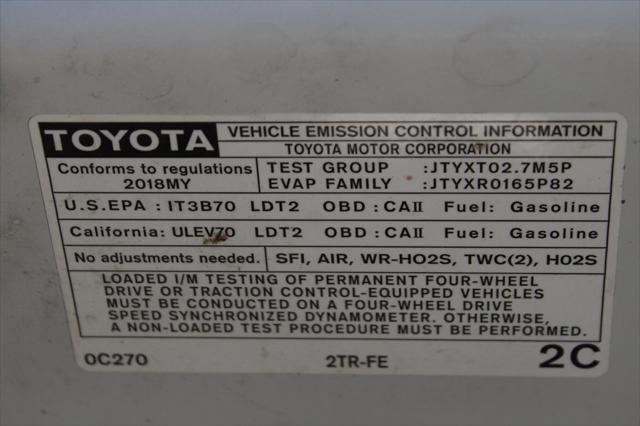 TOYOTA VEHICLE EMISSION CONTROL INFORMATION
TOYOTA MOTOR CORPORATION
Conforms to regulations
2018MY
TEST GROUP :JTYXT02.7M5P
EVAP FAMILY :JTYXR0165P82
U.S.EPA : IT3B70 LDT2 OBD : CAII Fuel: Gasoline
California: ULEV70 LDT2 OBD : CAII Fuel: Gasoline
No adjustments needed. SFI, AIR, WR-HO2S, TWC(2), HO2S
LOADED I/M TESTING OF PERMANENT FOUR-WHEEL
DRIVE OR TRACTION CONTROL-EQUIPPED VEHICLES
MUST BE CONDUCTED ON A FOUR-WHEEL DRIVE
SPEED SYNCHRONIZED DYNAMOMETER. OTHERWISE,
A NON-LOADED TEST PROCEDURE MUST BE PERFORMED.
0C270 2TR-FE 2C